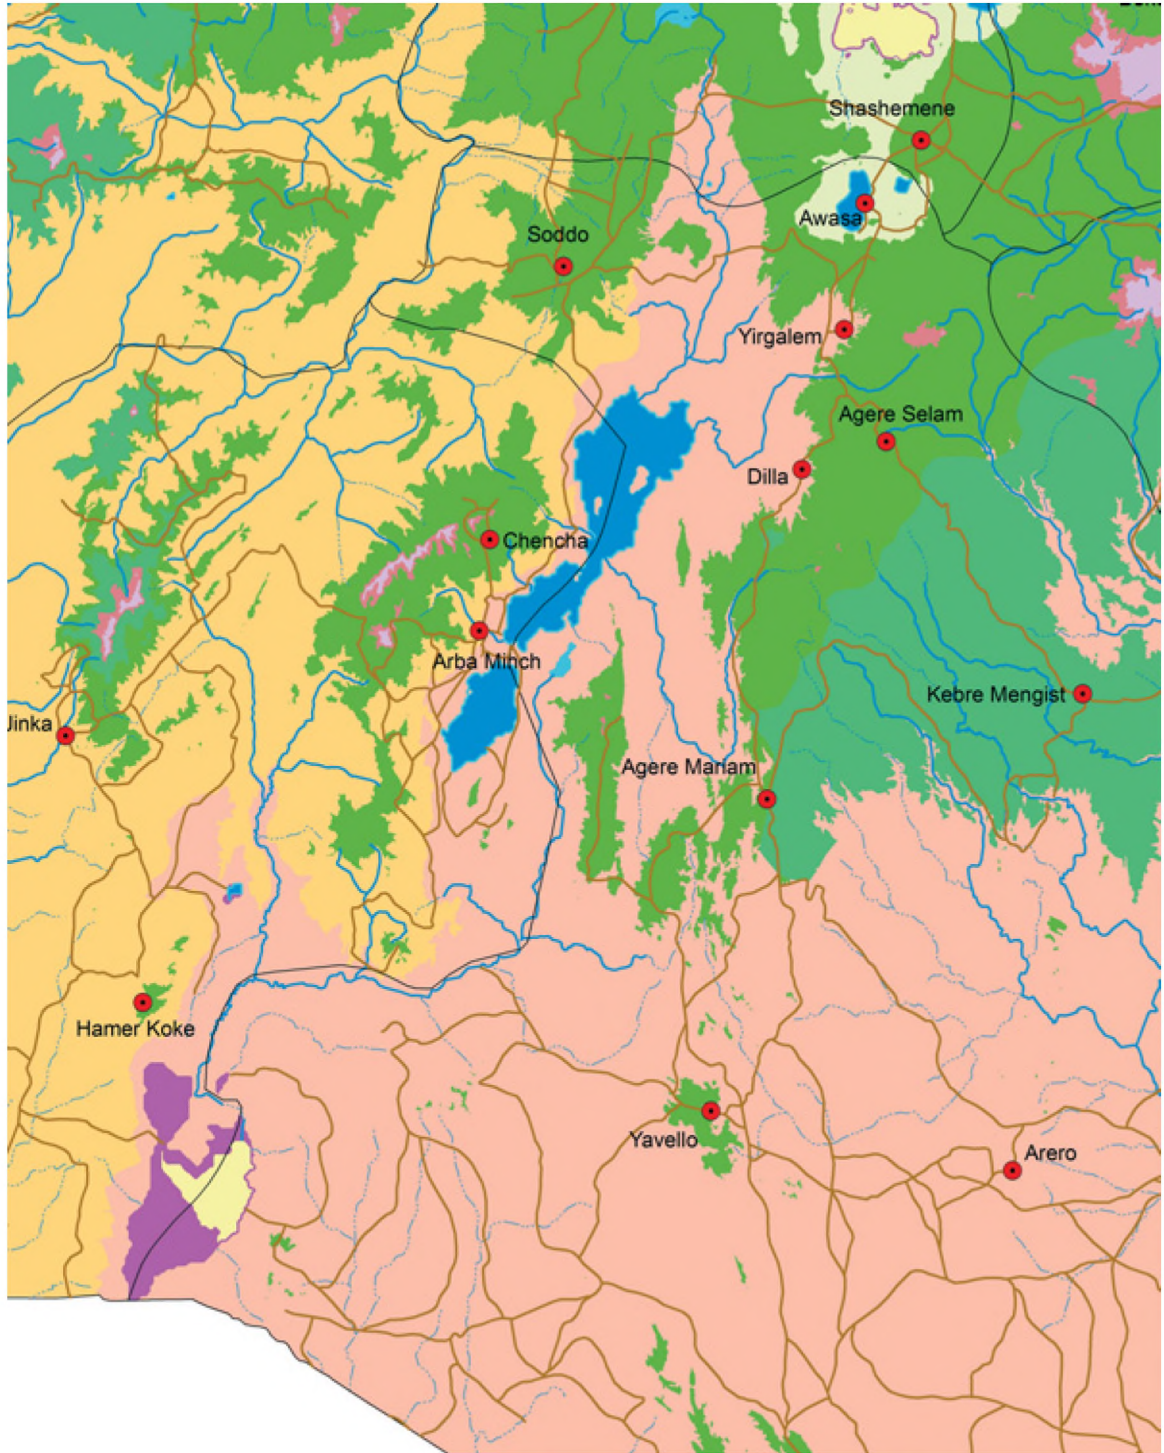 Shashemene
Awasa
Soddo
Yirgalem
Agere Selam
Dilla
Chencha
Arba Minch
Kebre Mengist
Jinka
Agere Mariam
Hamer Koke
Yavello
Arero